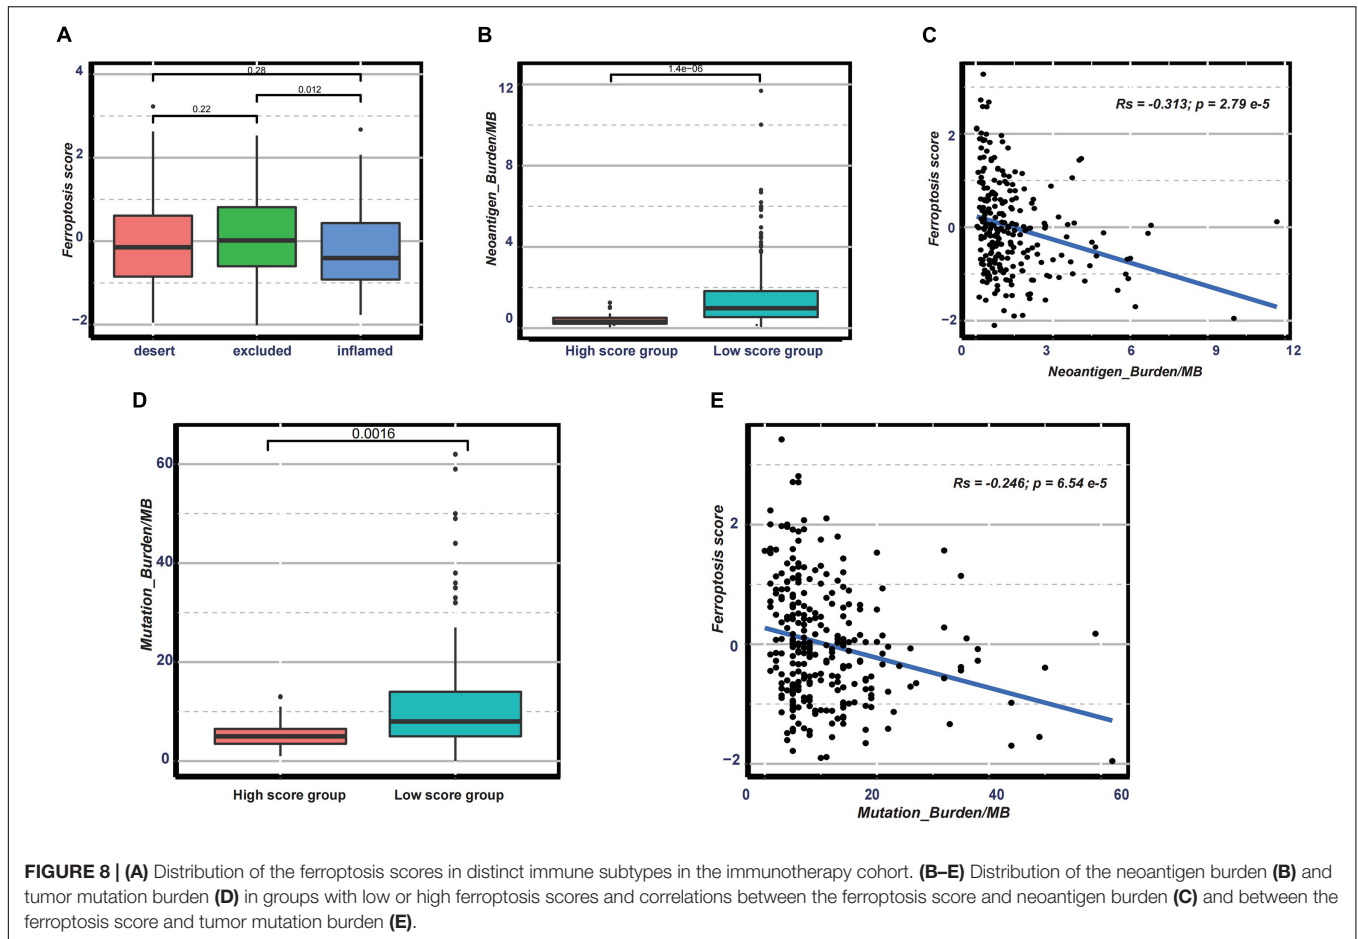 A
Ferroptosis score
4
2
0
−2
0.28
0.012
0.22
desert excluded inflamed
B
Neoantigen_Burden/MB
12
8
4
0
1.4e−06
High score group Low score group
C
Ferroptosis score
2
0
−2
Rs = -0.313; p = 2.79 e-5
0 3 6 9 12
Neoantigen_Burden/MB
D
Mutation_Burden/MB
60
40
20
0
0.0016
High score group Low score group
E
Ferroptosis score
2
0
−2
Rs = -0.246; p = 6.54 e-5
0 20 40 60
Mutation_Burden/MB
FIGURE 8 | (A) Distribution of the ferroptosis scores in distinct immune subtypes in the immunotherapy cohort. (B–E) Distribution of the neoantigen burden (B) and
tumor mutation burden (D) in groups with low or high ferroptosis scores and correlations between the ferroptosis score and neoantigen burden (C) and between the
ferroptosis score and tumor mutation burden (E).